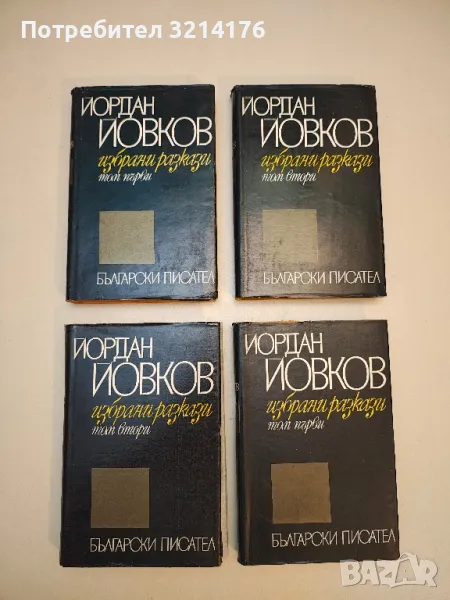 Потребител 3214176
ЙОРДАН
ЙОВКОВ
избрани разкази
том първи
БЪЛГАРСКИ ПИСАТЕЛ
ЙОРДАН
ЙОВКОВ
избрани разкази
том втори
БЪЛГАРСКИ ПИСАТЕЛ
ЙОРДАН
ЙОВКОВ
избрани разкази
том втори
БЪЛГАРСКИ ПИСАТЕЛ
ЙОРДАН
ЙОВКОВ
избрани разкази
том първи
БЪЛГАРСКИ ПИСАТЕЛ
BAZAR